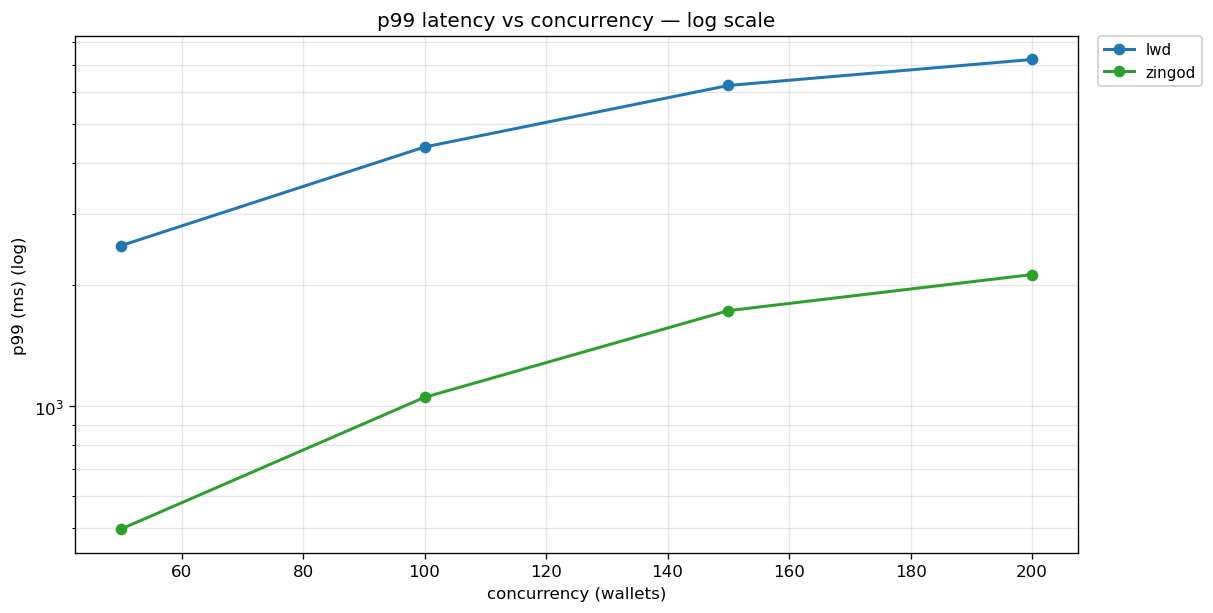 p99 latency vs concurrency — log scale
lwd
zingod
p99 (ms) (log)
10³
60 80 100 120 140 160 180 200
concurrency (wallets)